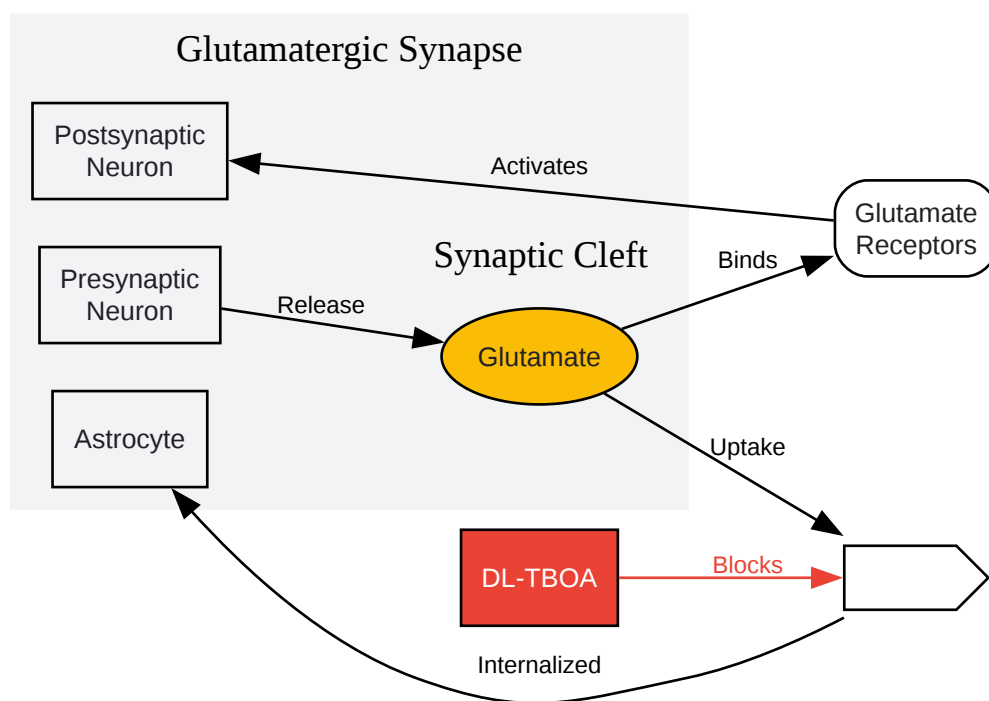 Glutamatergic Synapse
Postsynaptic
Neuron
Activates
Glutamate
Receptors
Synaptic Cleft
Binds
Presynaptic
Neuron
Release
Glutamate
Astrocyte
Uptake
DL-TBOA
Blocks
Internalized